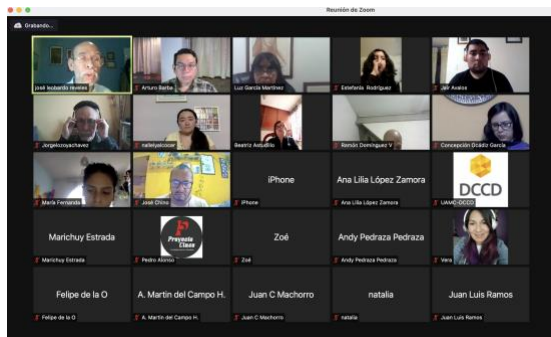 Reunión de Zoom
Grabando...
josé leobardo reveles
Arturo Barba
Luz García Martínez
Estefanía Rodríguez
Jair Avalos
Jorgelozoyachavez
nallelyalcocer
Beatriz Astudillo
Román Domínguez V
Concepción Ocádiz García
María Fernanda
José Chino
iPhone
iPhone
Ana Lilia López Zamora
Ana Lilia López Zamora
DCCD
UAMC-DCCD
Marichuy Estrada
Marichuy Estrada
Proyecto
Clase
Pedro Alonso
Zoé
Zoé
Andy Pedraza Pedraza
Andy Pedraza Pedraza
Vera
Felipe de la O
Felipe de la O
A. Martin del Campo H.
A. Martin del Campo H.
Juan C Machorro
Juan C Machorro
natalia
natalia
Juan Luis Ramos
Juan Luis Ramos